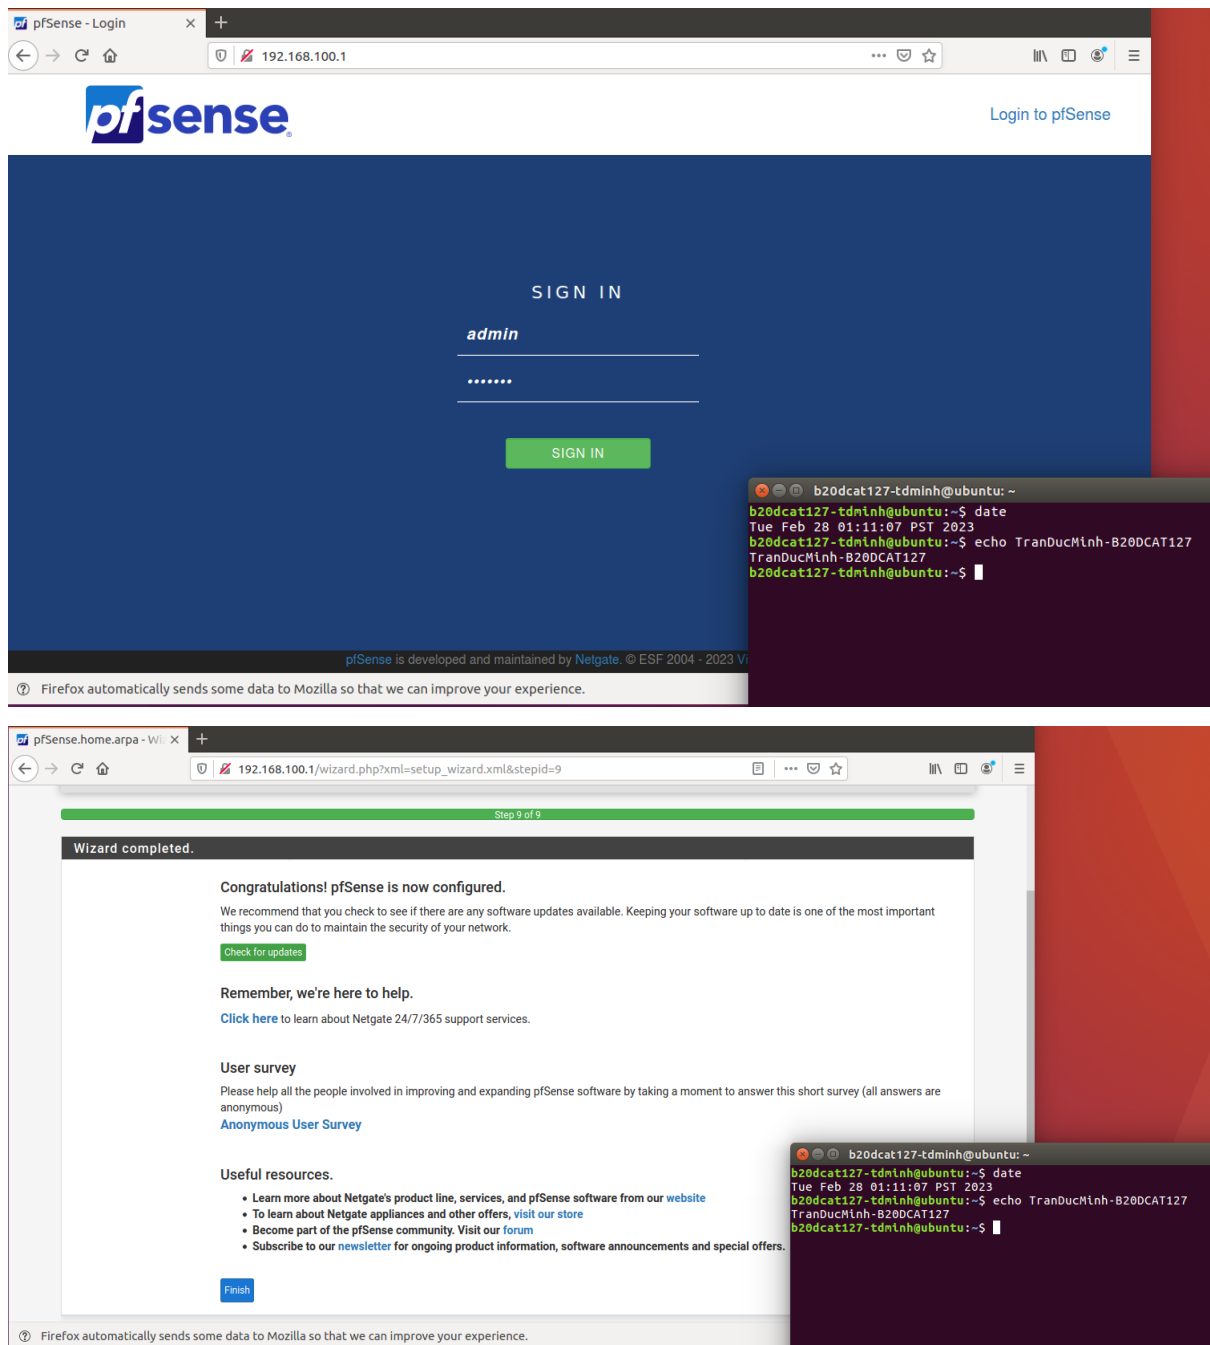 pfSense - Login
192.168.100.1
pfsense
Login to pfSense
SIGN IN
admin
•••••••
SIGN IN
b20dcat127-tdminh@ubuntu: ~
b20dcat127-tdminh@ubuntu:~$ date
Tue Feb 28 01:11:07 PST 2023
b20dcat127-tdminh@ubuntu:~$ echo TranDucMinh-B20DCAT127
TranDucMinh-B20DCAT127
b20dcat127-tdminh@ubuntu:~$
pfSense is developed and maintained by Netgate. © ESF 2004 - 2023 Vi
Firefox automatically sends some data to Mozilla so that we can improve your experience.
pfSense.home.arpa - Wi
192.168.100.1/wizard.php?xml=setup_wizard.xml&stepid=9
Step 9 of 9
Wizard completed.
Congratulations! pfSense is now configured.
We recommend that you check to see if there are any software updates available. Keeping your software up to date is one of the most important
things you can do to maintain the security of your network.
Check for updates
Remember, we're here to help.
Click here to learn about Netgate 24/7/365 support services.
User survey
Please help all the people involved in improving and expanding pfSense software by taking a moment to answer this short survey (all answers are
anonymous)
Anonymous User Survey
Useful resources.
• Learn more about Netgate's product line, services, and pfSense software from our website
• To learn about Netgate appliances and other offers, visit our store
• Become part of the pfSense community. Visit our forum
• Subscribe to our newsletter for ongoing product information, software announcements and special offers.
Finish
b20dcat127-tdminh@ubuntu: ~
b20dcat127-tdminh@ubuntu:~$ date
Tue Feb 28 01:11:07 PST 2023
b20dcat127-tdminh@ubuntu:~$ echo TranDucMinh-B20DCAT127
TranDucMinh-B20DCAT127
b20dcat127-tdminh@ubuntu:~$
Firefox automatically sends some data to Mozilla so that we can improve your experience.